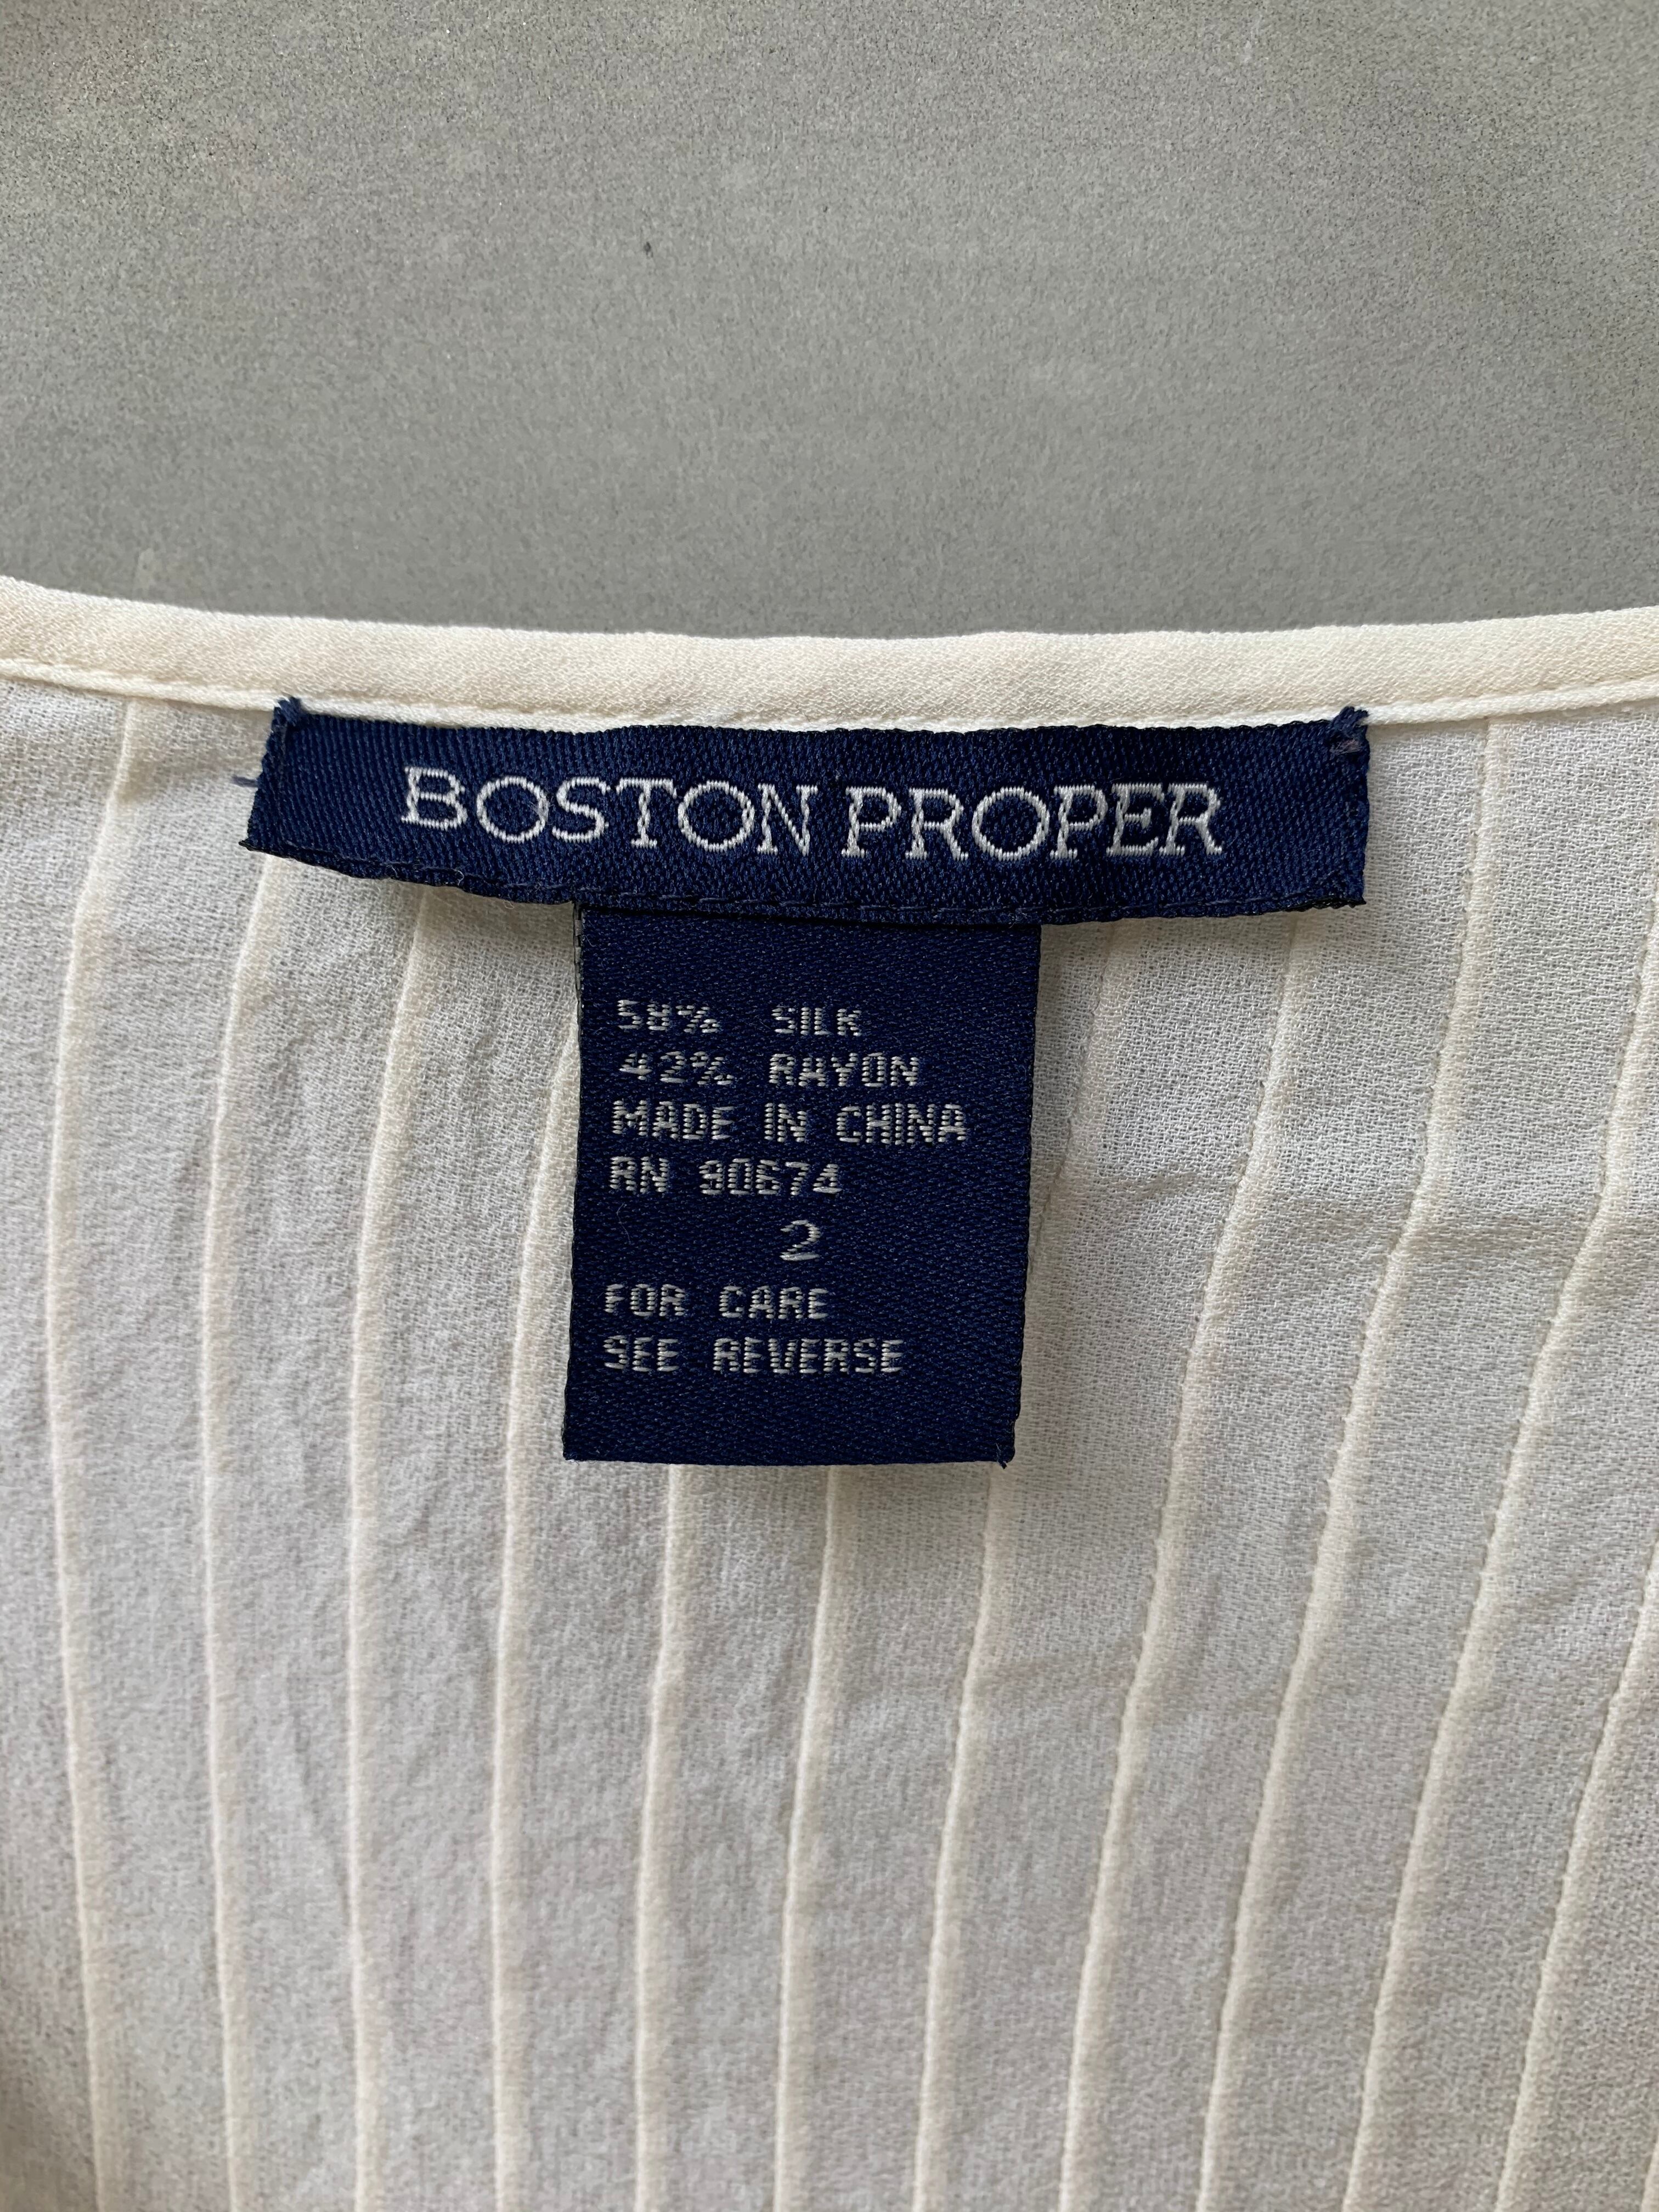 BOSTON PROPER
58% SILK
42% RAYON
MADE IN CHINA
RN 90674
2
FOR CARE
SEE REVERSE